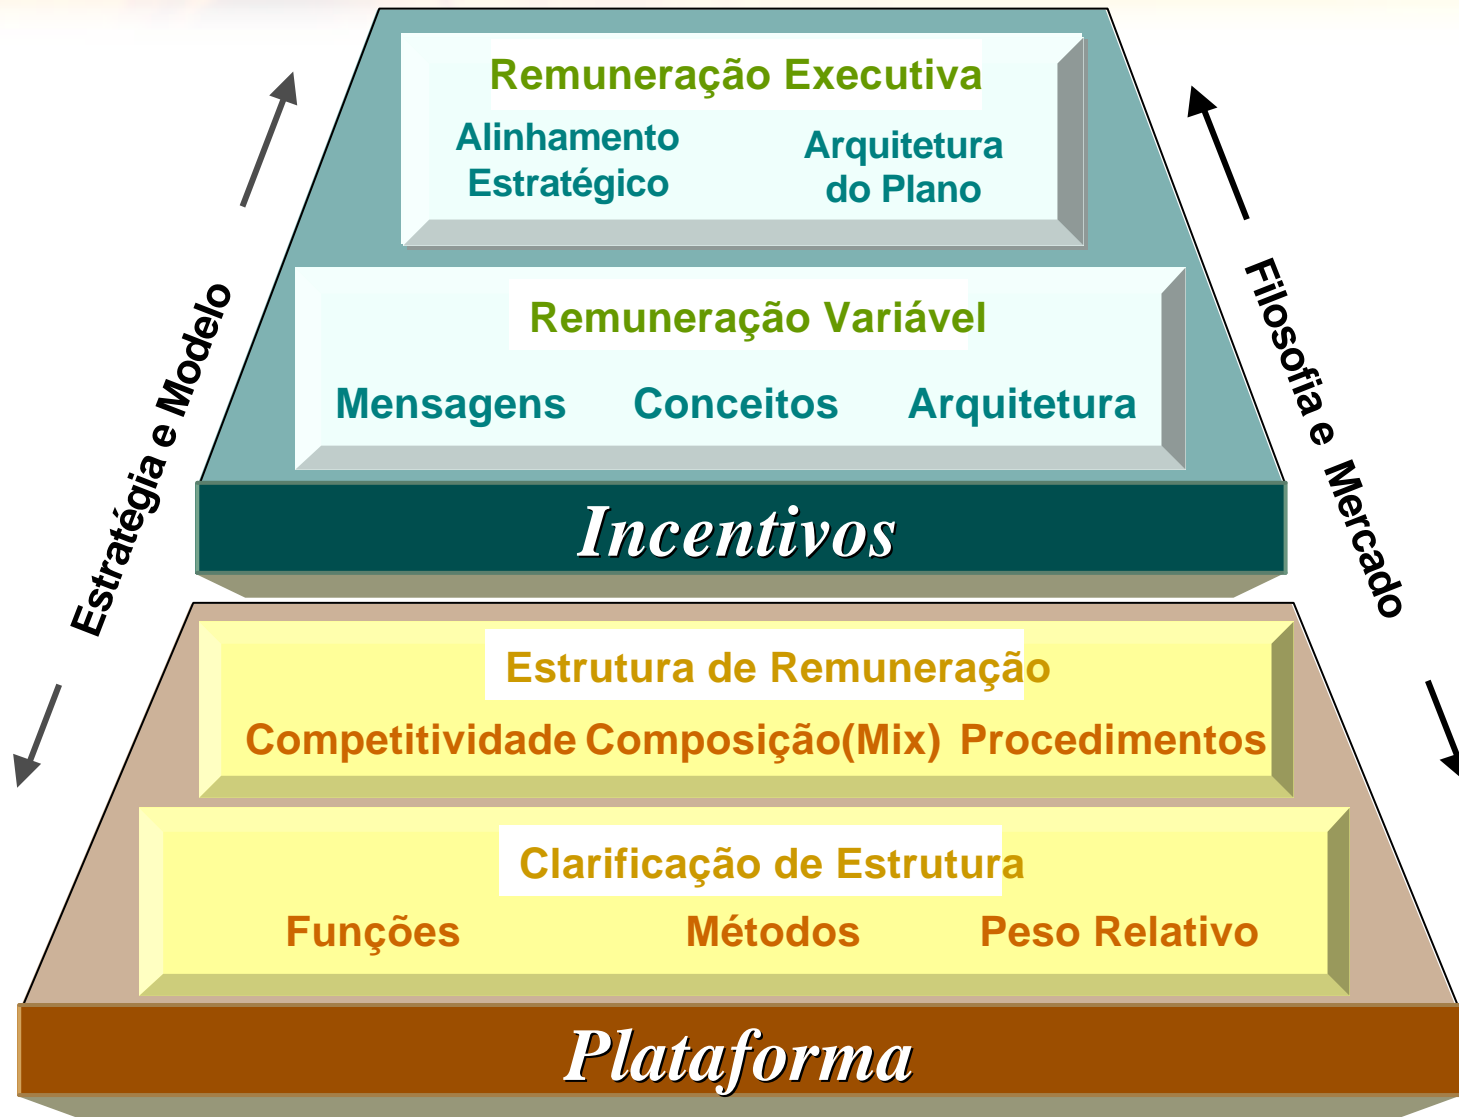 Remuneração Executiva
Alinhamento
Estratégico
Arquitetura
do Plano
Remuneração Variável
Mensagens Conceitos Arquitetura
Incentivos
Estratégia e Modelo
Filosofia e Mercado
Estrutura de Remuneração
Competitividade Composição(Mix) Procedimentos
Clarificação de Estrutura
Funções Métodos Peso Relativo
Plataforma